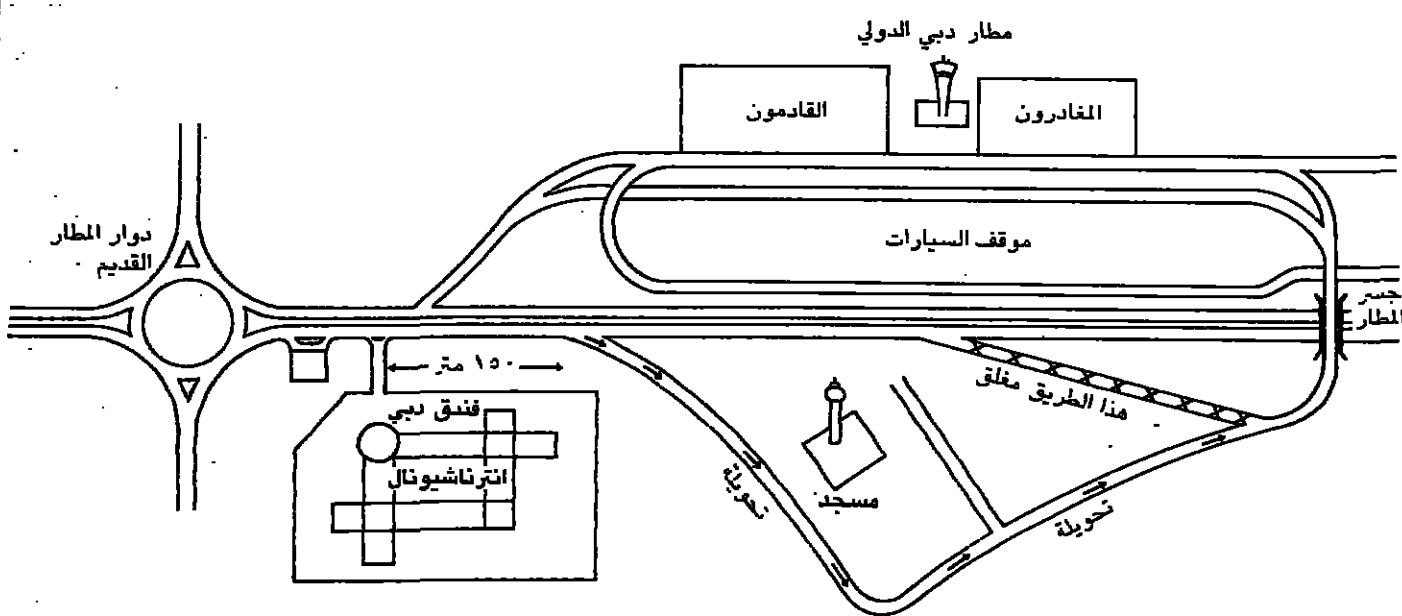 مطار دبي الدولي
القادمون
المغادرون
دوار المطار
القديم
موقف السيارات
جسر
المطار
١٥٠ متر
هذا الطريق مغلق
فندق دبي
انترناشيونال
مسجد
تحويلة
تحويلة